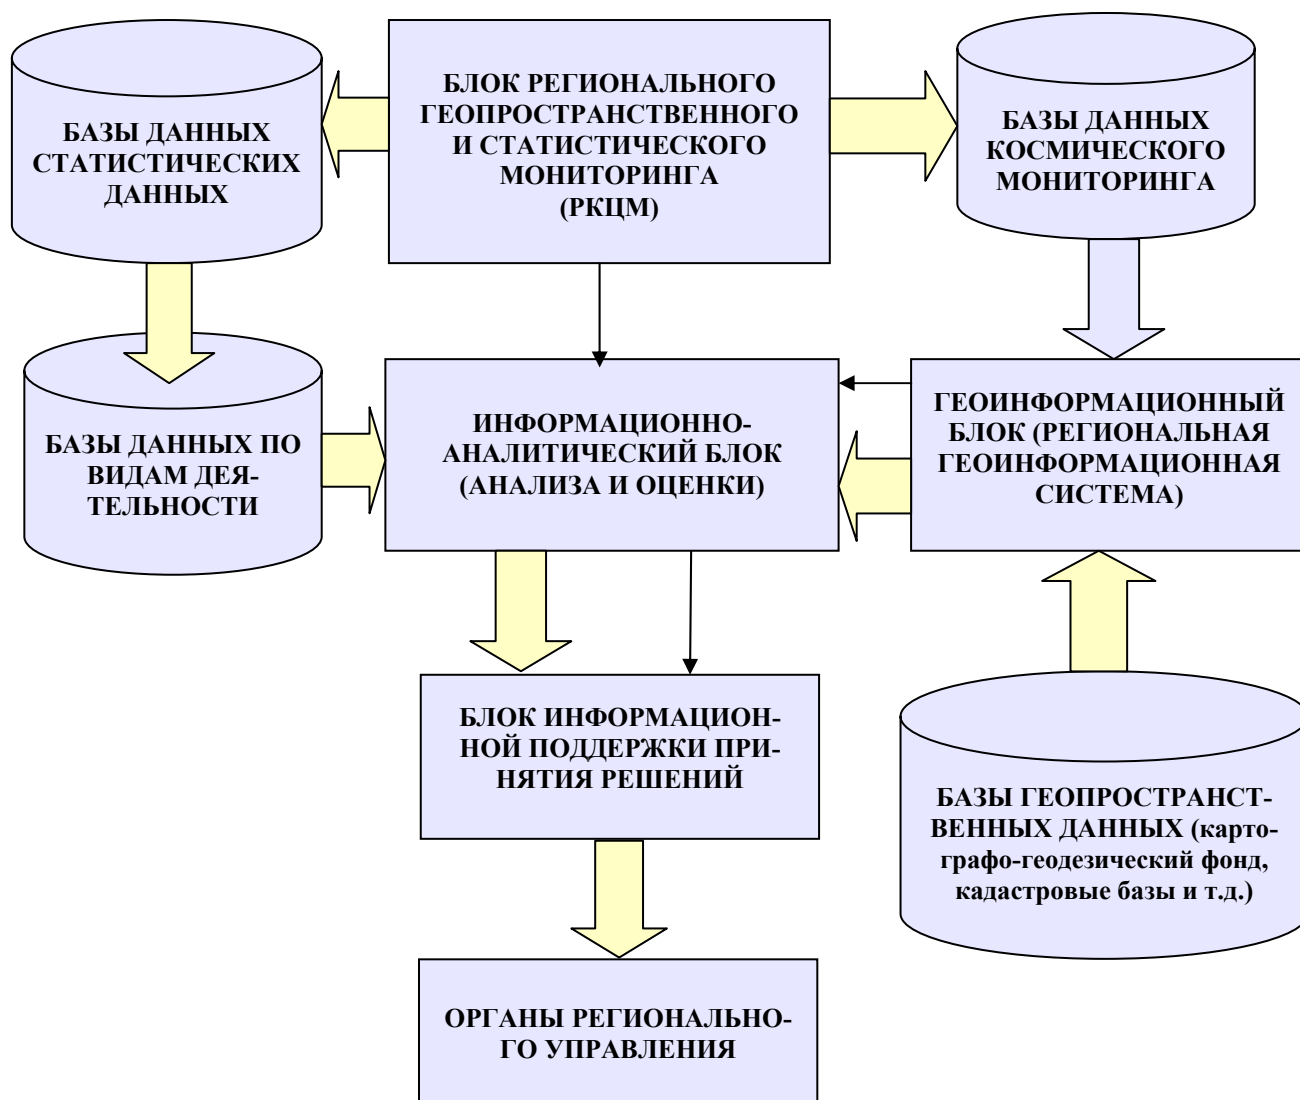 БАЗЫ ДАННЫХ
СТАТИСТИЧЕСКИХ
ДАННЫХ
БЛОК РЕГИОНАЛЬНОГО
ГЕОПРОСТРАНСТВЕННОГО
И СТАТИСТИЧЕСКОГО
МОНИТОРИНГА
(РКЦМ)
БАЗЫ ДАННЫХ
КОСМИЧЕСКОГО
МОНИТОРИНГА
БАЗЫ ДАННЫХ ПО
ВИДАМ ДЕЯ-
ТЕЛЬНОСТИ
ИНФОРМАЦИОННО-
АНАЛИТИЧЕСКИЙ БЛОК
(АНАЛИЗА И ОЦЕНКИ)
ГЕОИНФОРМАЦИОННЫЙ
БЛОК (РЕГИОНАЛЬНАЯ
ГЕОИНФОРМАЦИОННАЯ
СИСТЕМА)
БЛОК ИНФОРМАЦИОН-
НОЙ ПОДДЕРЖКИ ПРИ-
НЯТИЯ РЕШЕНИЙ
БАЗЫ ГЕОПРОСТРАНСТ-
ВЕННЫХ ДАННЫХ (карто-
графо-геодезический фонд,
кадастровые базы и т.д.)
ОРГАНЫ РЕГИОНАЛЬНО-
ГО УПРАВЛЕНИЯ